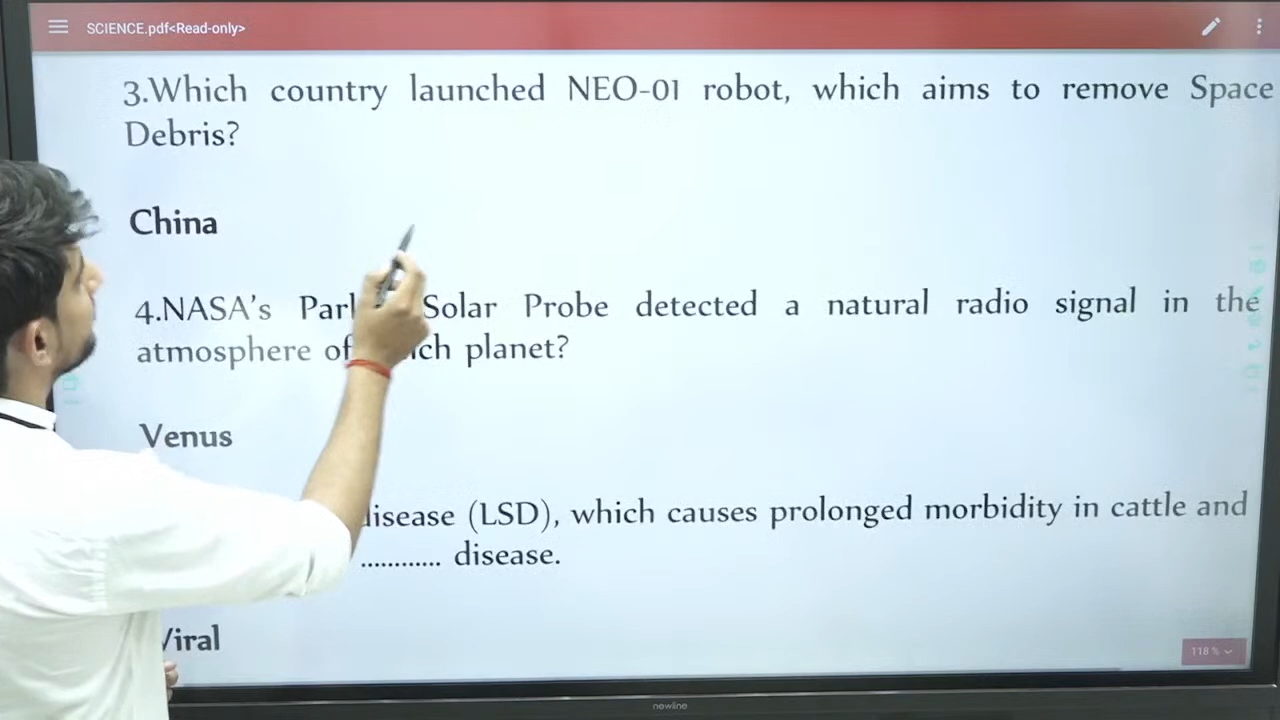 SCIENCE.pdf<Read-only>
3.Which country launched NEO-01 robot, which aims to remove Space
Debris?
China
4.NASA's Solar Probe detected a natural radio signal in the
atmosphere of planet?
Venus
disease (LSD), which causes prolonged morbidity in cattle and
............ disease.
Viral
118 %
newline